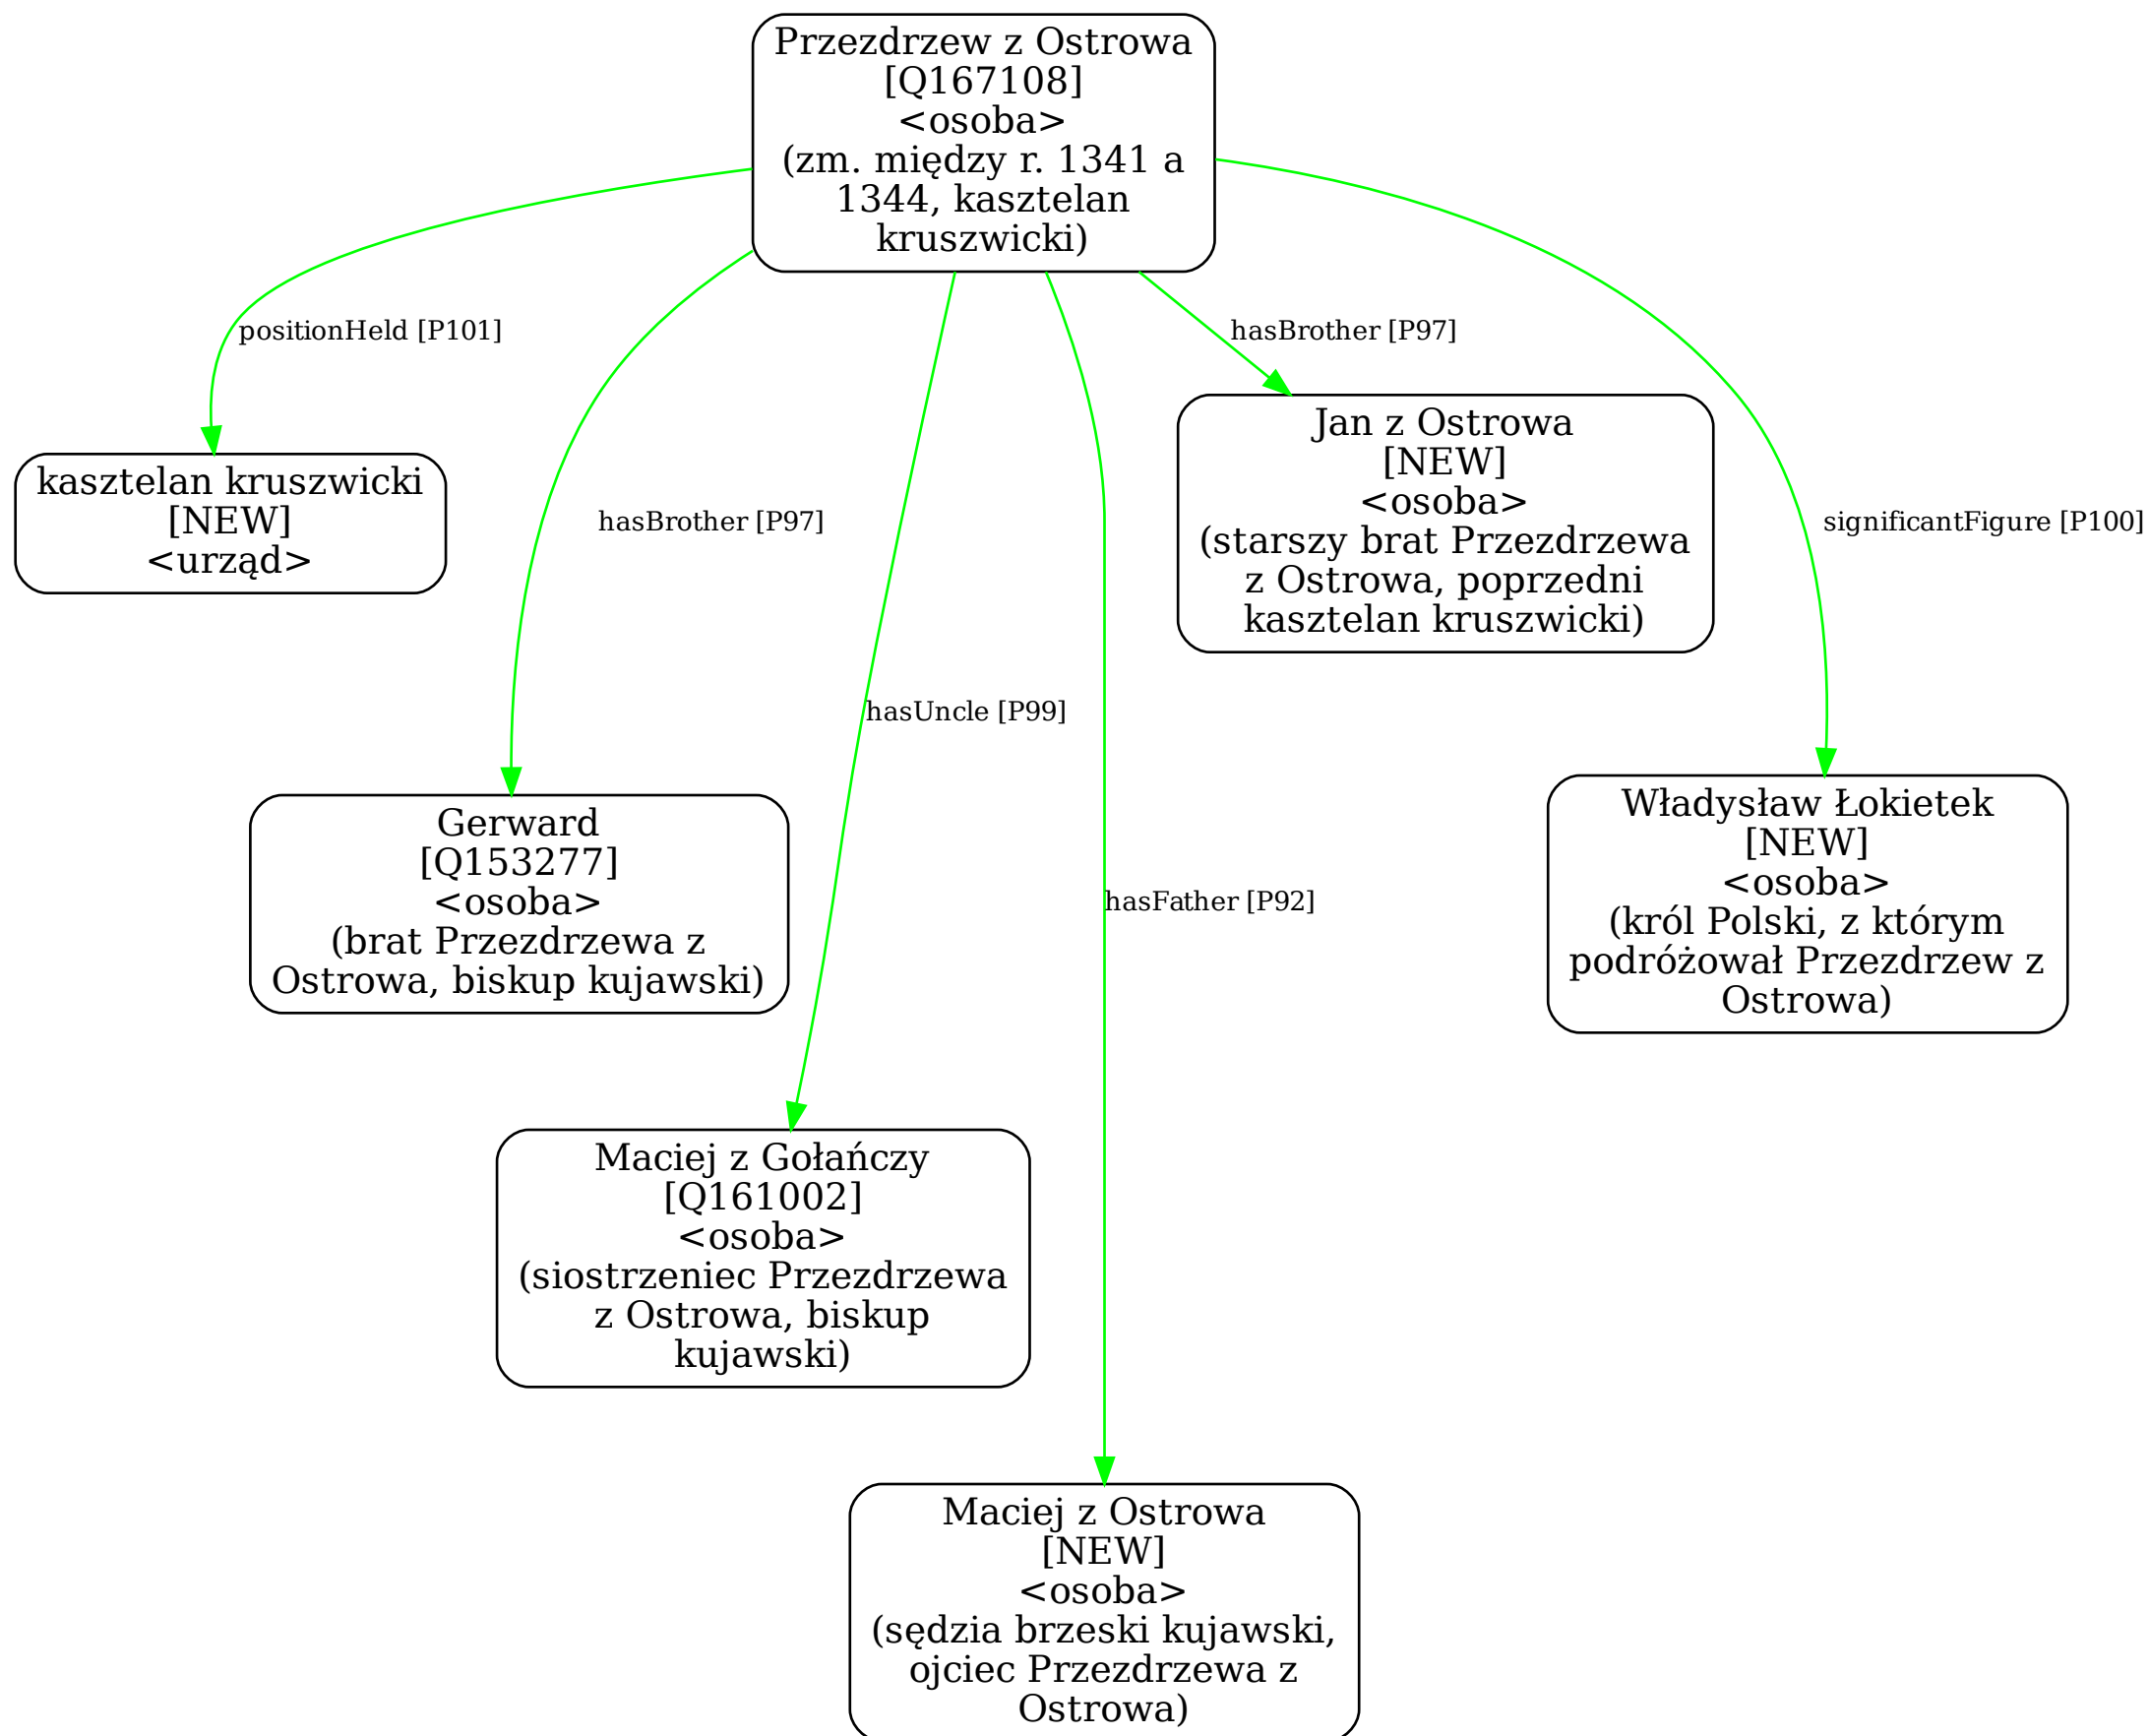 Przezdrzew z Ostrowa
[Q167108]
<osoba>
(zm. między r. 1341 a
1344, kasztelan
kruszwicki)
positionHeld [P101]
hasBrother [P97]
kasztelan kruszwicki
[NEW]
<urząd>
Jan z Ostrowa
[NEW]
<osoba>
(starszy brat Przezdrzewa
z Ostrowa, poprzedni
kasztelan kruszwicki)
hasBrother [P97]
significantFigure [P100]
hasUncle [P99]
Gerward
[Q153277]
<osoba>
(brat Przezdrzewa z
Ostrowa, biskup kujawski)
hasFather [P92]
Władysław Łokietek
[NEW]
<osoba>
(król Polski, z którym
podróżował Przezdrzew z
Ostrowa)
Maciej z Gołańczy
[Q161002]
<osoba>
(siostrzeniec Przezdrzewa
z Ostrowa, biskup
kujawski)
Maciej z Ostrowa
[NEW]
<osoba>
(sędzia brzeski kujawski,
ojciec Przezdrzewa z
Ostrowa)